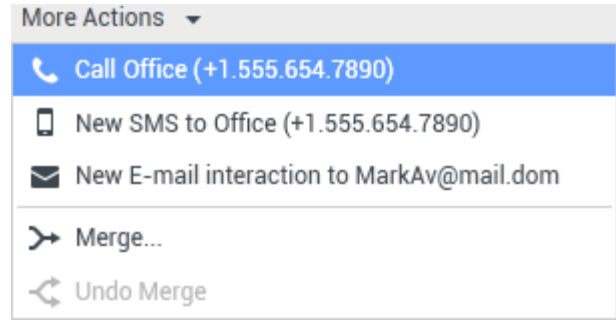 More Actions
Call Office (+1.555.654.7890)
New SMS to Office (+1.555.654.7890)
New E-mail interaction to MarkAv@mail.dom
Merge...
Undo Merge